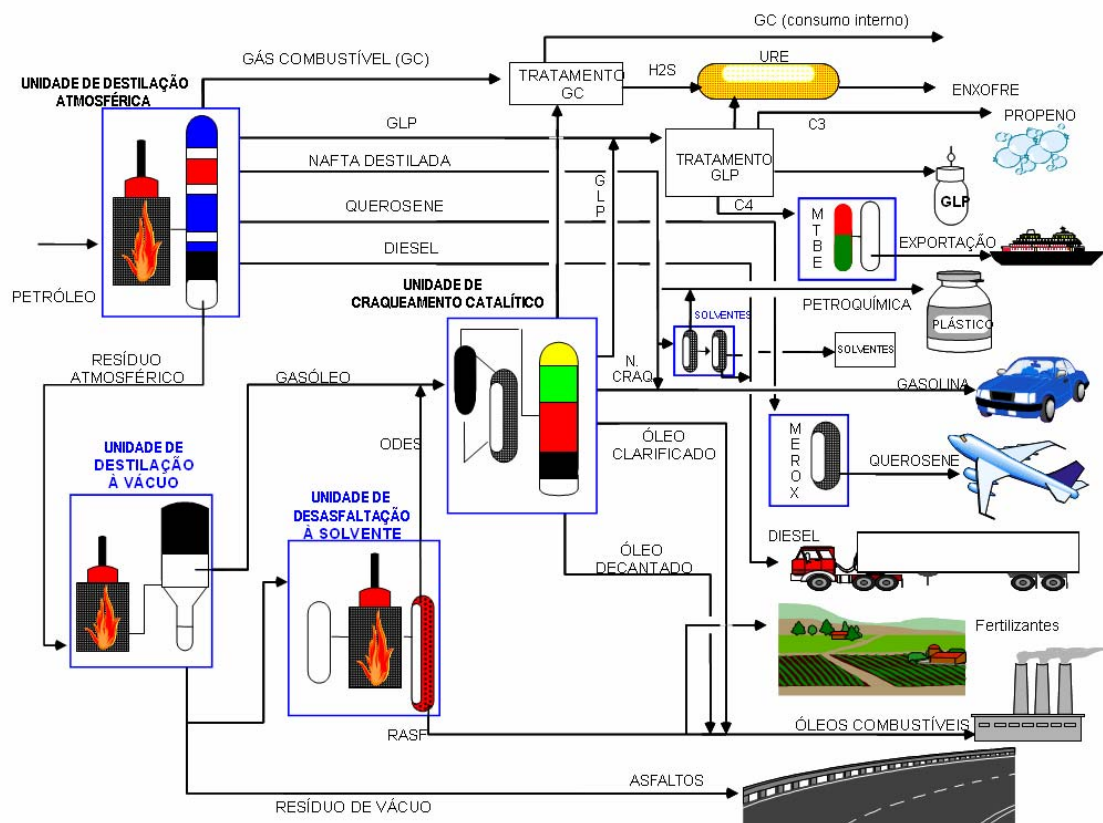 GC (consumo interno)
GÁS COMBUSTÍVEL (GC)
URE
UNIDADE DE DESTILAÇÃO
ATMOSFÉRICA
TRATAMENTO
GC
H2S
ENXOFRE
GLP
C3
PROPENO
NAFTA DESTILADA
TRATAMENTO
GLP
GLP
QUEROSENE
C4
GLP
MTBE
DIESEL
EXPORTAÇÃO
UNIDADE DE
CRAQUEAMENTO CATALÍTICO
PETRÓLEO
PETROQUÍMICA
SOLVENTES
PLÁSTICO
SOLVENTES
RESÍDUO
ATMOSFÉRICO
GASÓLEO
N.
CRAQ.
GASOLINA
ODES
ÓLEO
CLARIFICADO
MEROX
QUEROSENE
UNIDADE DE
DESTILAÇÃO
À VÁCUO
UNIDADE DE
DESASFALTAÇÃO
À SOLVENTE
DIESEL
ÓLEO
DECANTADO
Fertilizantes
RASF
ÓLEOS COMBUSTÍVEIS
ASFALTOS
RESÍDUO DE VÁCUO